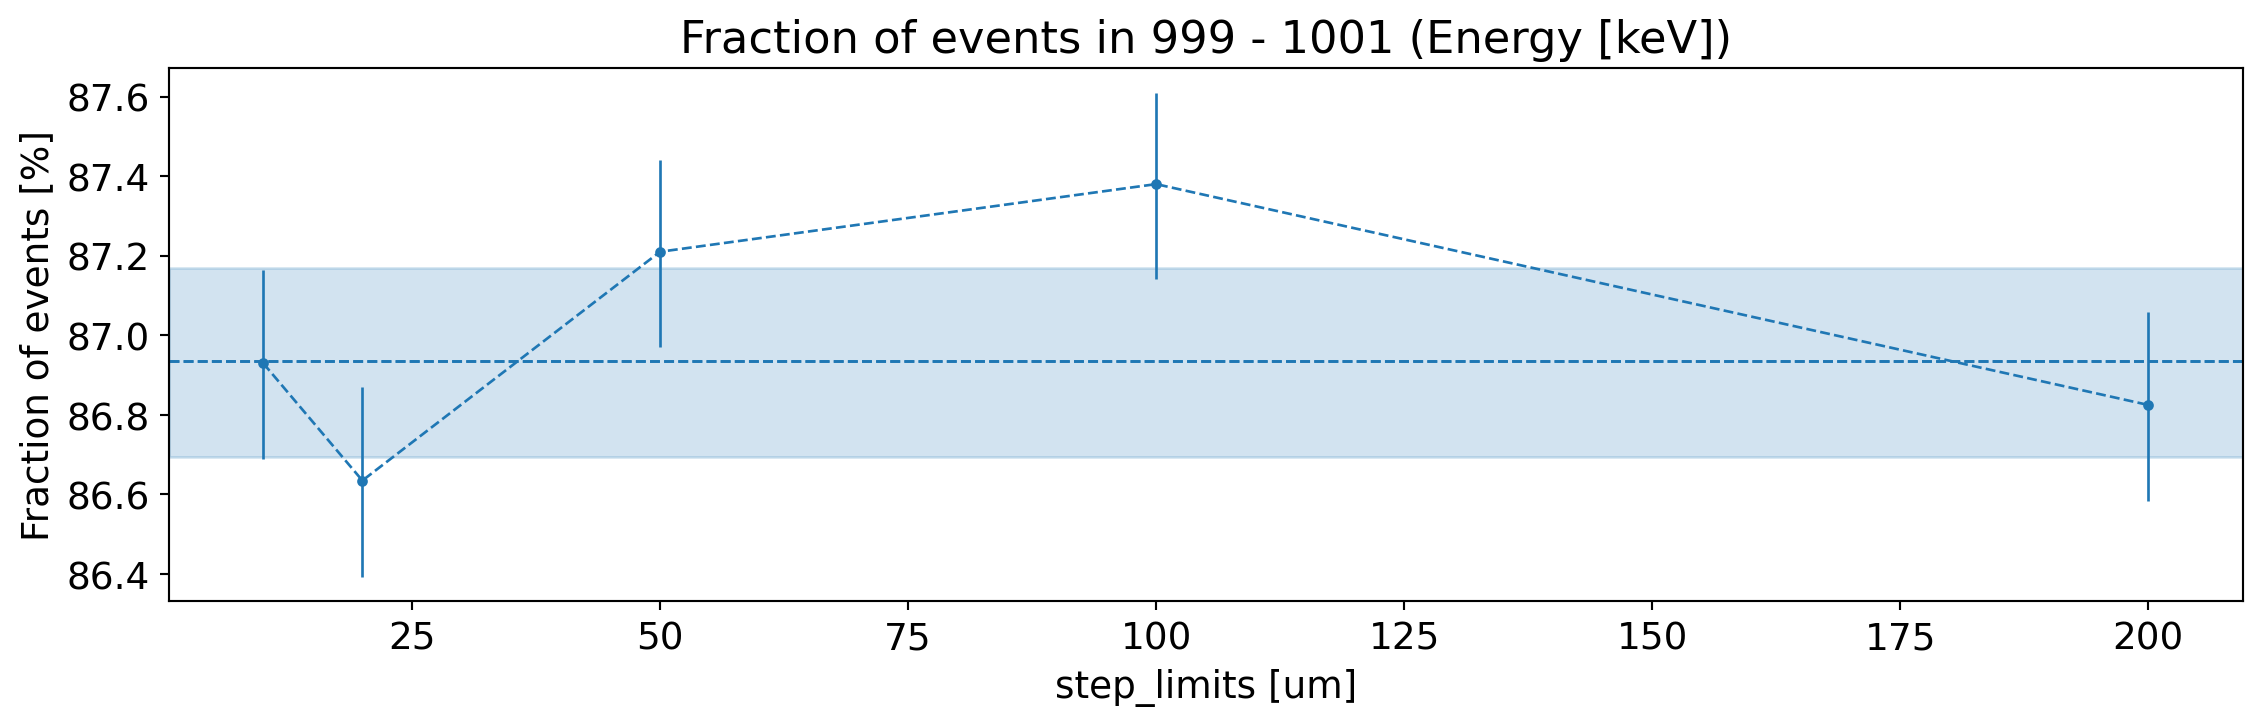 Fraction of events in 999 - 1001 (Energy [keV])
Fraction of events [%]
87.6
87.4
87.2
87.0
86.8
86.6
86.4
25 50 75 100 125 150 175 200
step_limits [um]